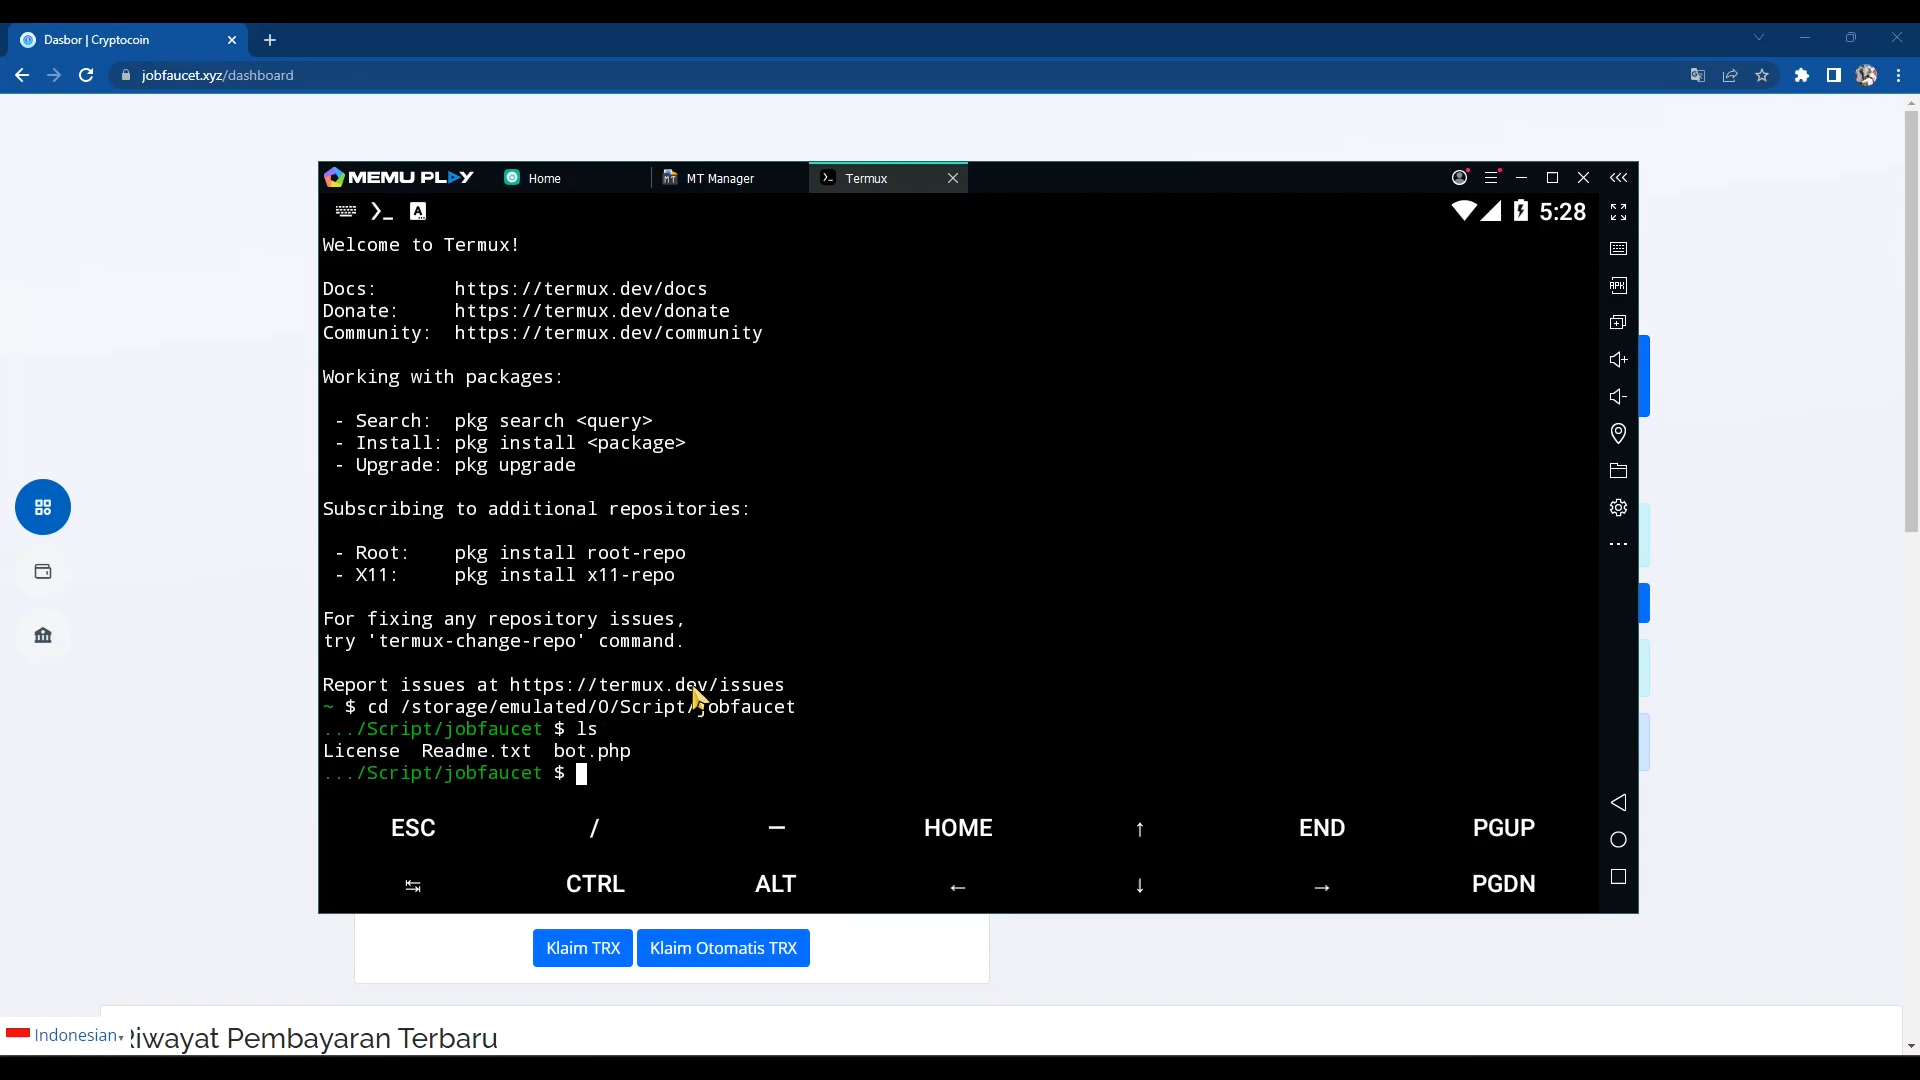 Dasbor | Cryptocoin
jobfaucet.xyz/dashboard
MEMU PLAY
Home
MT Manager
Termux
A
5:28
Welcome to Termux!
Docs: https://termux.dev/docs
Donate: https://termux.dev/donate
Community: https://termux.dev/community
Working with packages:
- Search: pkg search <query>
- Install: pkg install <package>
- Upgrade: pkg upgrade
Subscribing to additional repositories:
- Root: pkg install root-repo
- X11: pkg install x11-repo
For fixing any repository issues,
try 'termux-change-repo' command.
Report issues at https://termux.dev/issues
~ $ cd /storage/emulated/0/Script/jobfaucet
.../Script/jobfaucet $ ls
License Readme.txt bot.php
.../Script/jobfaucet $
ESC / — HOME ↑ END PGUP
↹ CTRL ALT ← ↓ → PGDN
APK
Klaim TRX
Klaim Otomatis TRX
Indonesian
Riwayat Pembayaran Terbaru